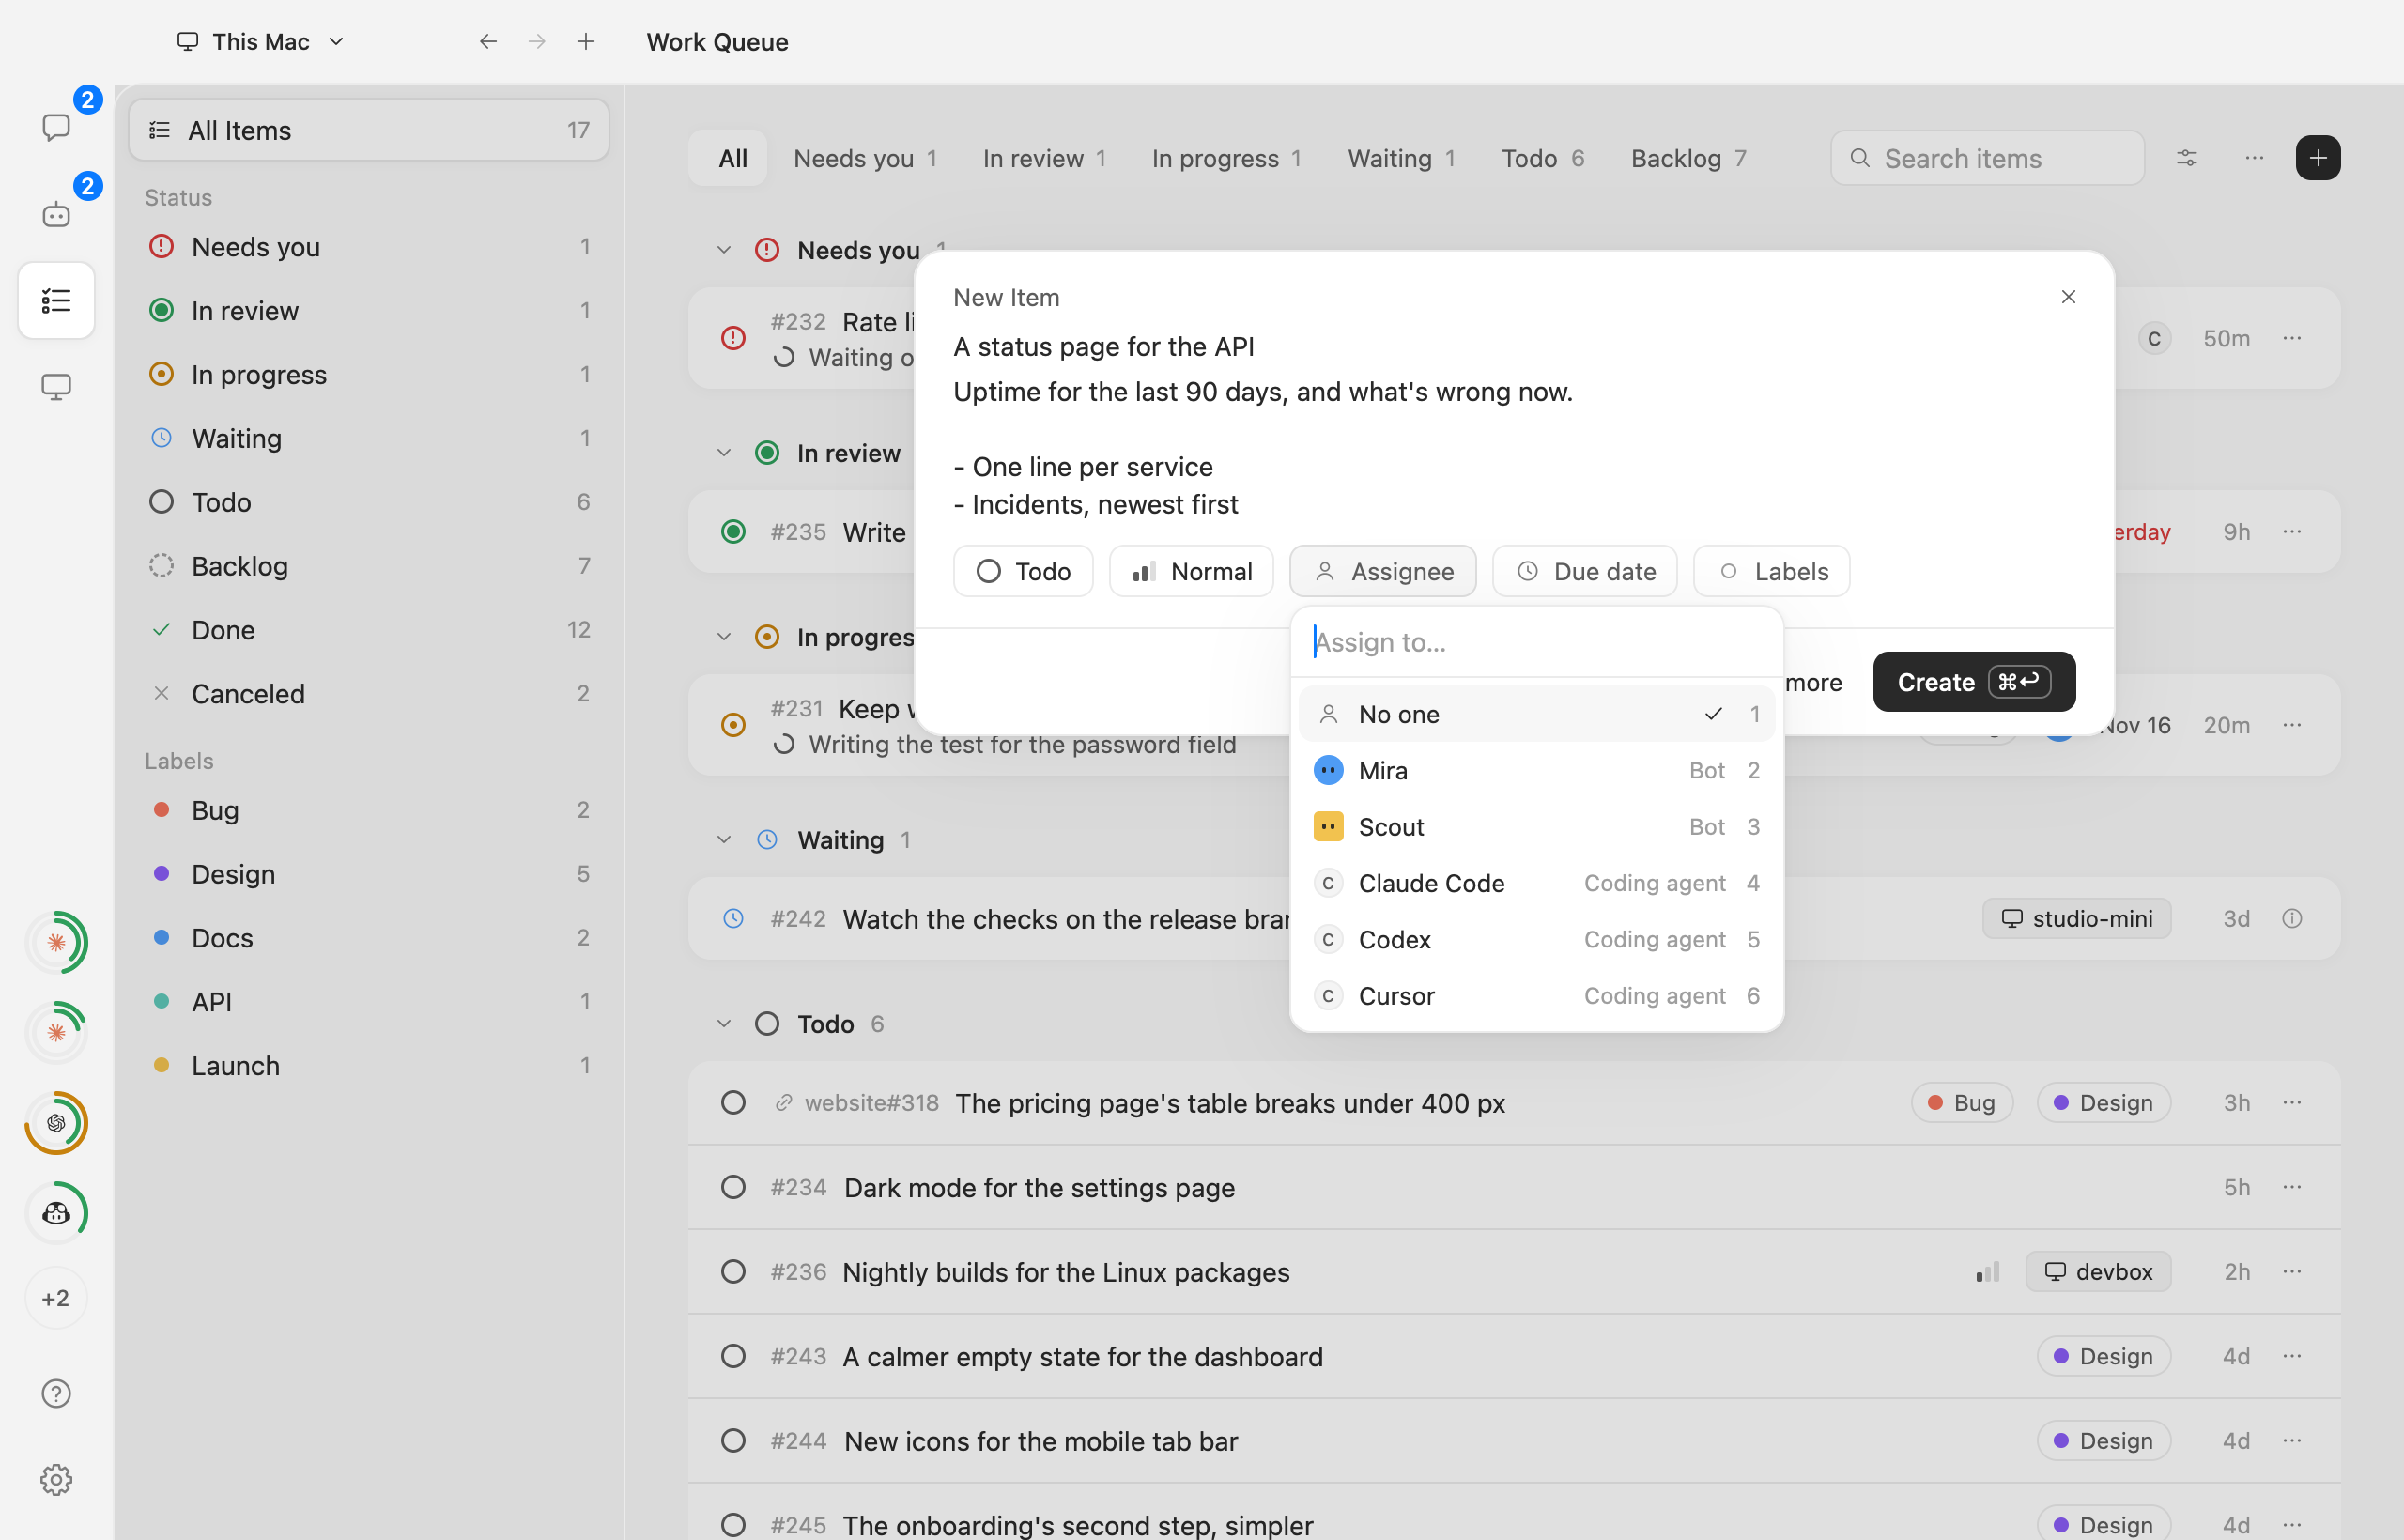 This Mac
Work Queue
2
2
All Items 17
Status
Needs you 1
In review 1
In progress 1
Waiting 1
Todo 6
Backlog 7
Done 12
Canceled 2
Labels
Bug 2
Design 5
Docs 2
API 1
Launch 1
+2
All
Needs you 1
In review 1
In progress 1
Waiting 1
Todo 6
Backlog 7
Search items
Needs you
#232 Rate
Waiting
C 50m
In review
#235 Write
9h
In
#231 Keep
Writing the test for the password field
Nov 16 20m
Waiting 1
#242 Watch the checks on the release
studio-mini 3d
Todo 6
website#318 The pricing page's table breaks under 400 px Bug Design 3h
#234 Dark mode for the settings page 5h
#236 Nightly builds for the Linux packages devbox 2h
#243 A calmer empty state for the dashboard Design 4d
#244 New icons for the mobile tab bar Design 4d
#245 The onboarding's second step, simpler Design 4d
New Item
A status page for the API
Uptime for the last 90 days, and what's wrong now.
- One line per service
- Incidents, newest first
Todo
Normal
Assignee
Due date
Labels
more
Create ⌘↩
Assign to...
No one 1
Mira Bot 2
Scout Bot 3
C Claude Code Coding agent 4
C Codex Coding agent 5
C Cursor Coding agent 6